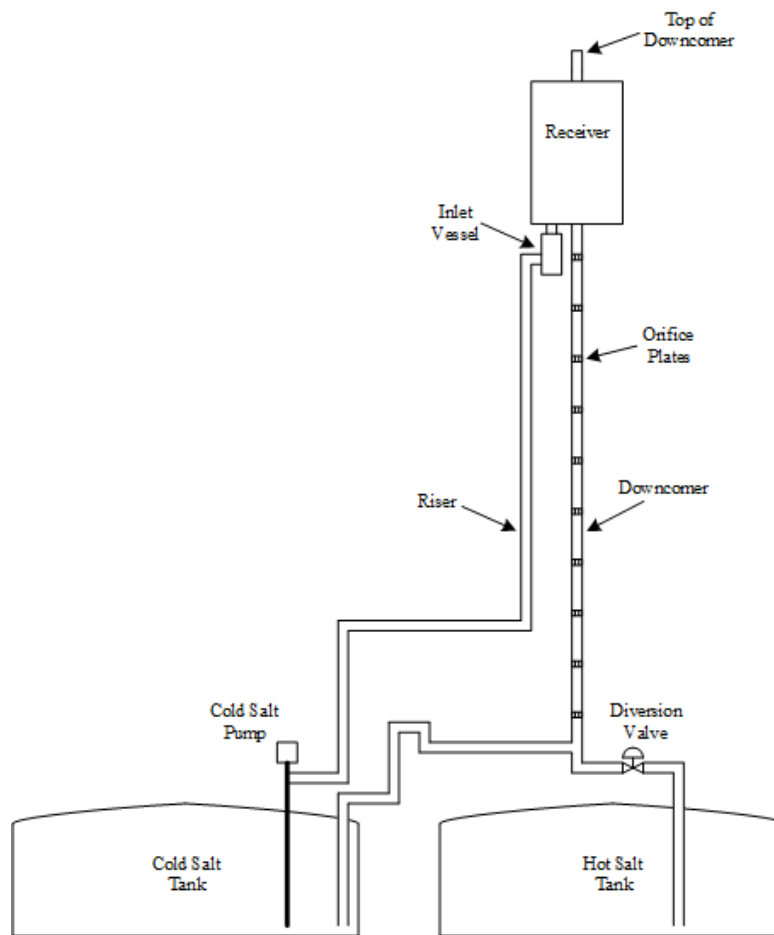 Top of
Downcomer
Receiver
Inlet
Vessel
Orifice
Plates
Downcomer
Riser
Cold Salt
Pump
Diversion
Valve
Cold Salt
Tank
Hot Salt
Tank